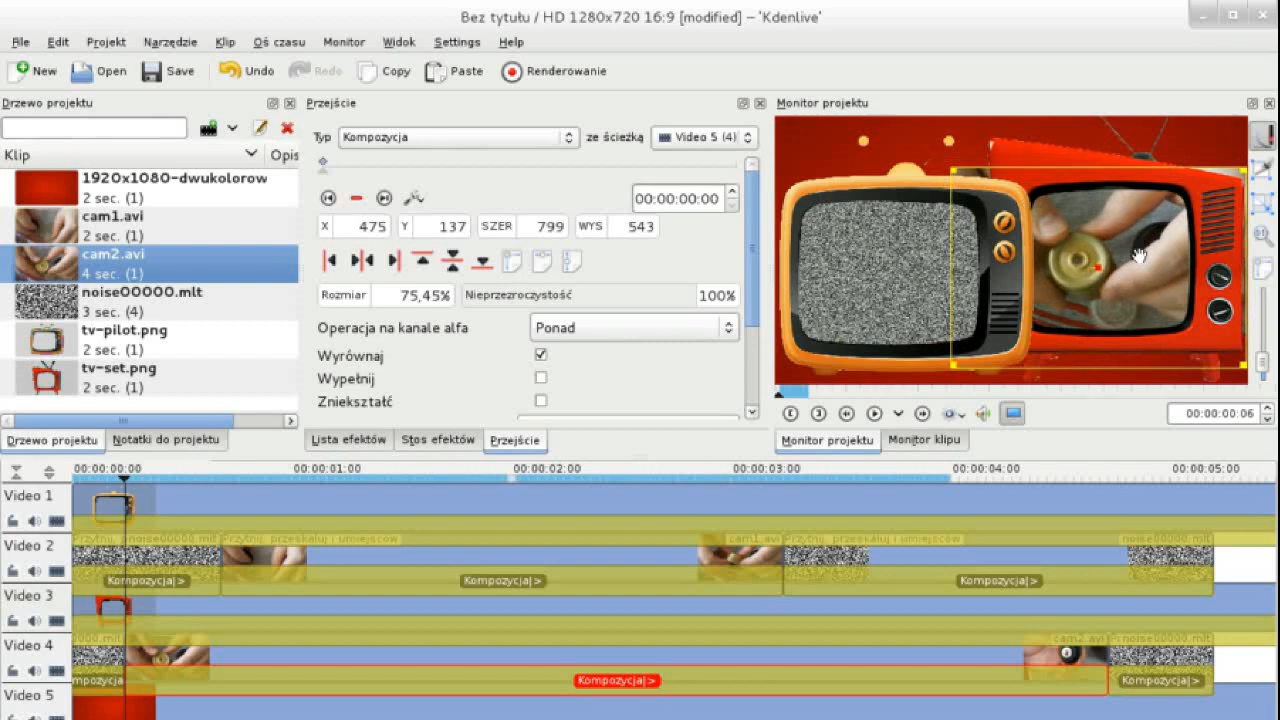 Bez tytułu / HD 1280x720 16:9 [modified] – 'Kdenlive'
File Edit Projekt Narzędzie Klip Oś czasu Monitor Widok Settings Help
New Open Save Undo Redo Copy Paste Renderowanie
Drzewo projektu
Klip Opis
1920x1080-dwukolorow
2 sec. (1)
cam1.avi
2 sec. (1)
cam2.avi
4 sec. (1)
noise00000.mlt
3 sec. (4)
tv-pilot.png
2 sec. (1)
tv-set.png
2 sec. (1)
Drzewo projektu Notatki do projektu
Przejście
Typ Kompozycja ze ścieżką Video 5 (4)
00:00:00:00
X 475 Y 137 SZER 799 WYS 543
Rozmiar 75,45% Nieprzezroczystość 100%
Operacja na kanale alfa Ponad
Wyrównaj
Wypełnij
Zniekształć
Lista efektów Stos efektów Przejście
Monitor projektu
00:00:00:06
Monitor projektu Monitor klipu
00:00:00:00 00:00:01:00 00:00:02:00 00:00:03:00 00:00:04:00 00:00:05:00
Video 1
Video 2
Przytnij, pnoise00000.mlt Przytnij, przeskaluj i umiejscow cam1.avi Przytnij, przeskaluj i umiejscow noise00000.mlt
Kompozycja|> Kompozycja|> Kompozycja|>
Video 3
Video 4
000.mlt cam2.avi P noise00000.mlt
mpozycja Kompozycja|> Kompozycja|>
Video 5